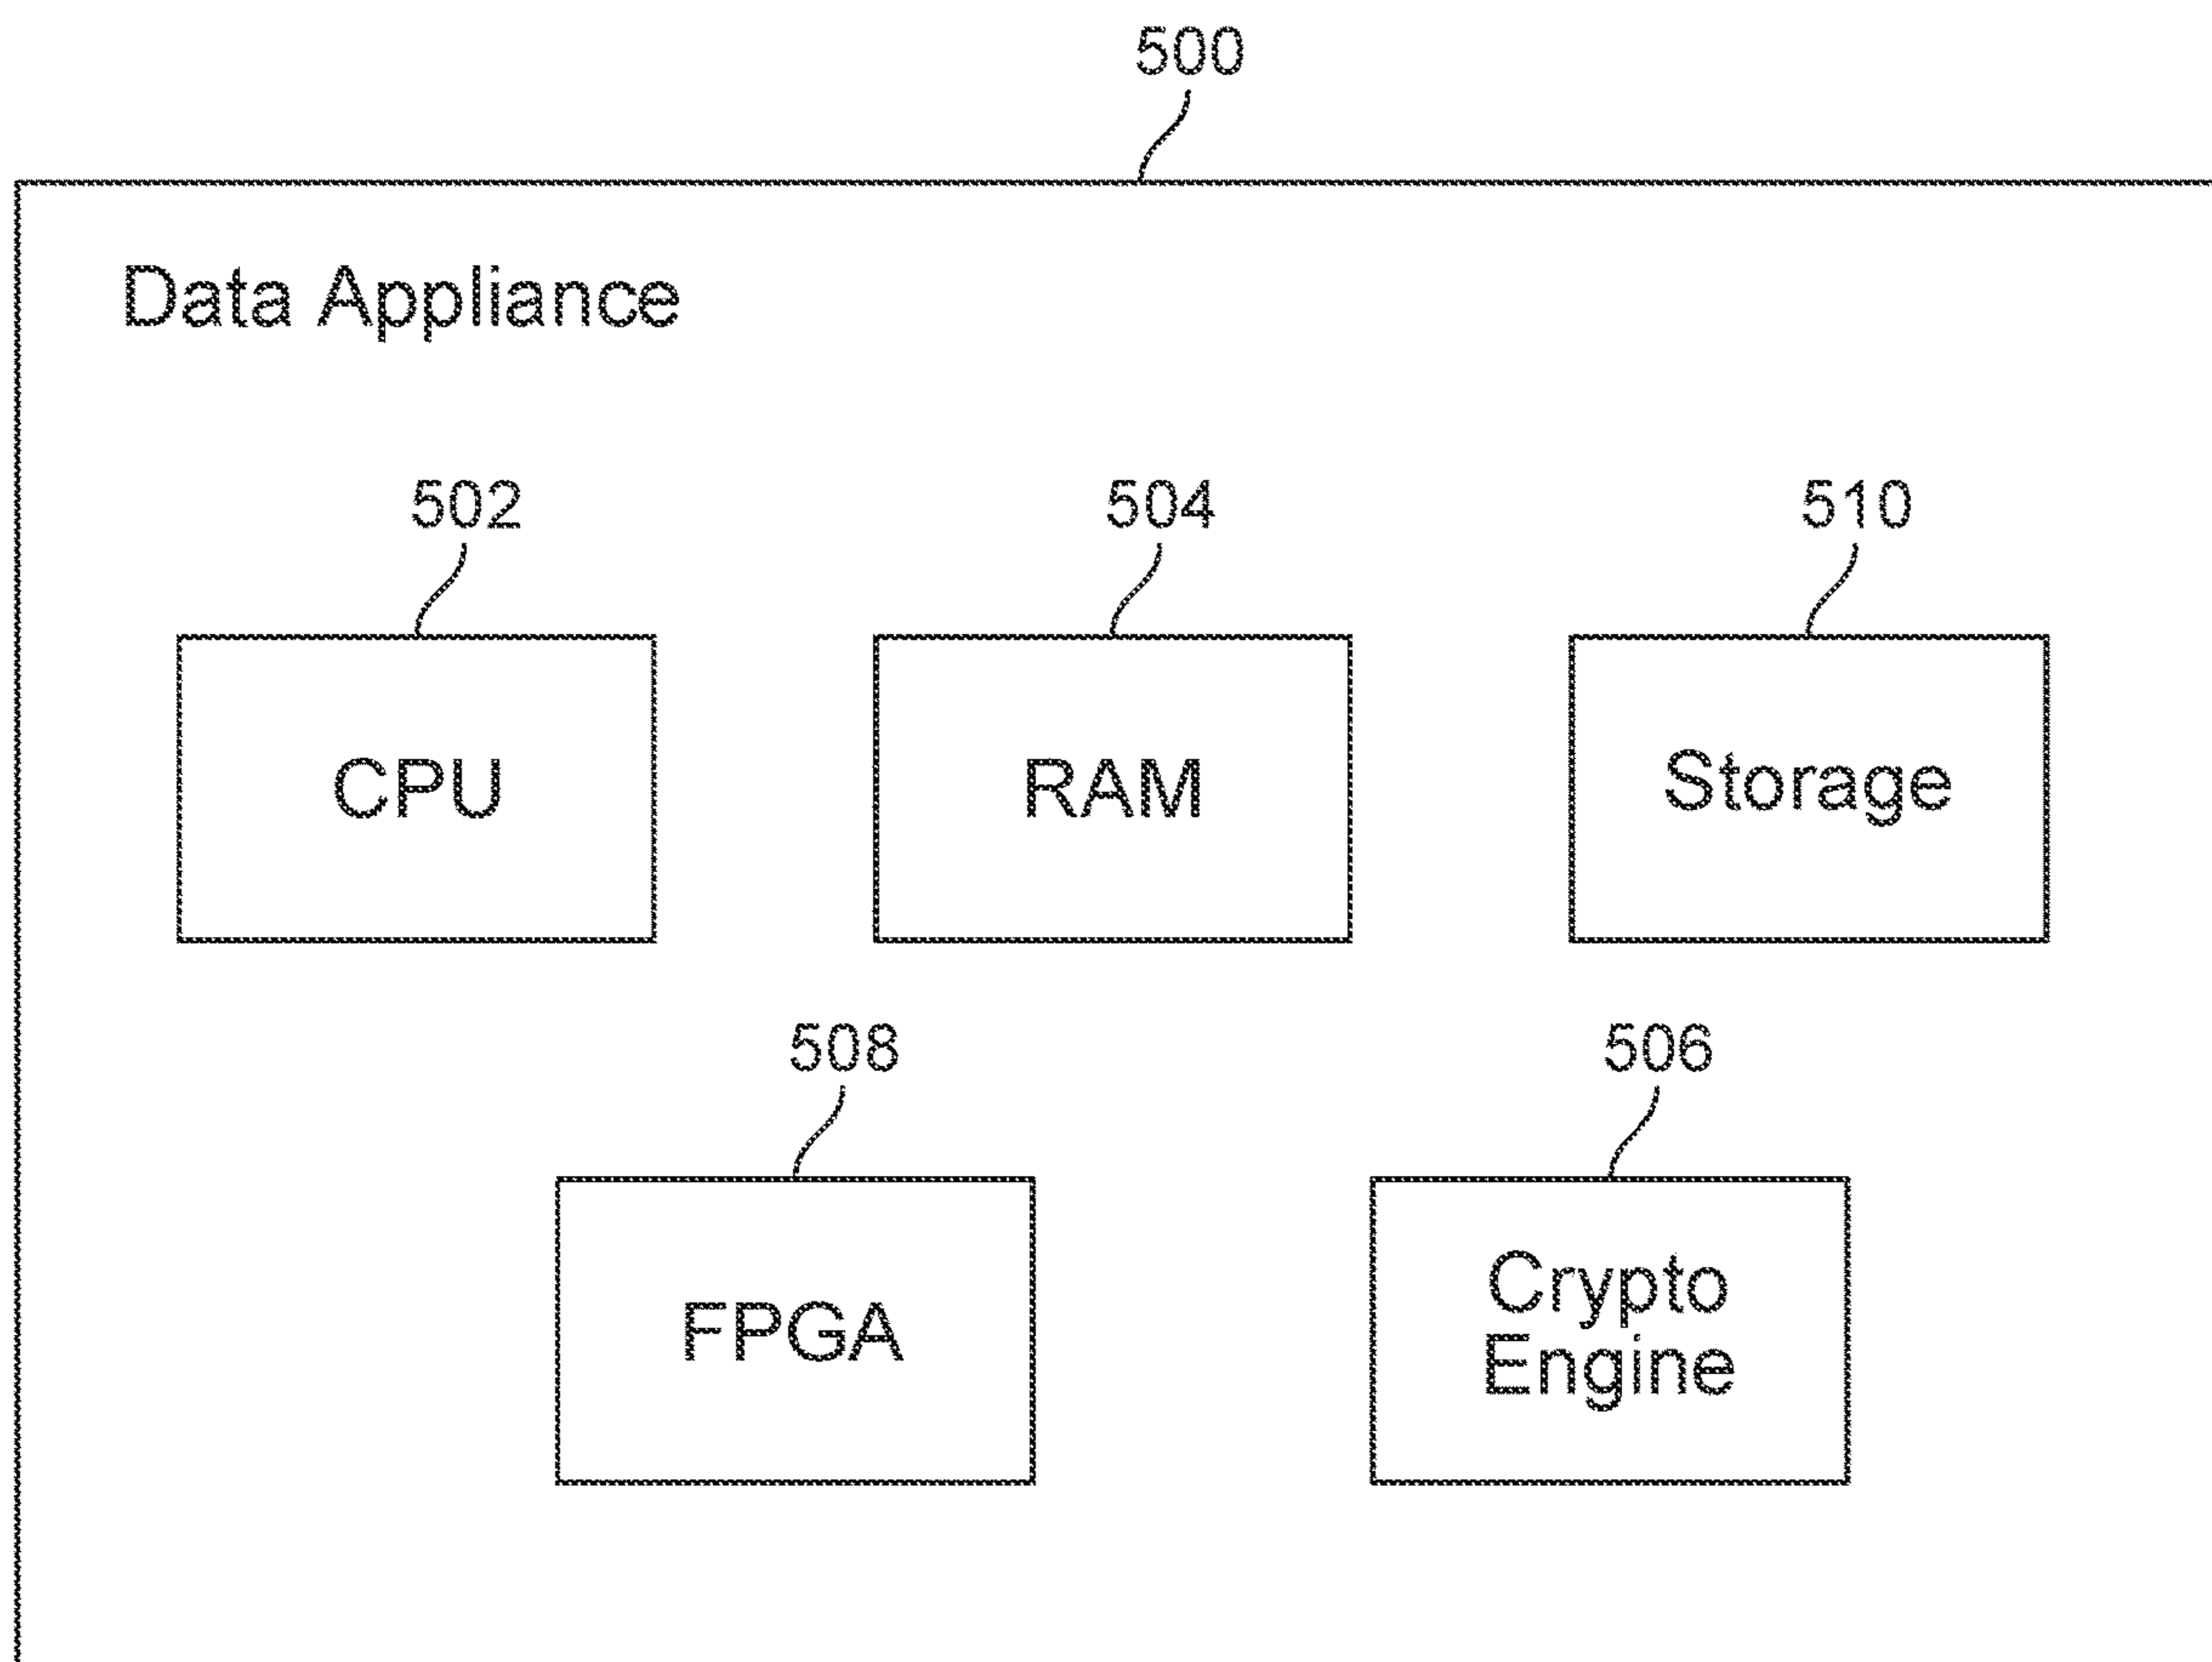 500
Data Appliance
502
504
510
CPU
RAM
Storage
508
506
FPGA
Crypto
Engine